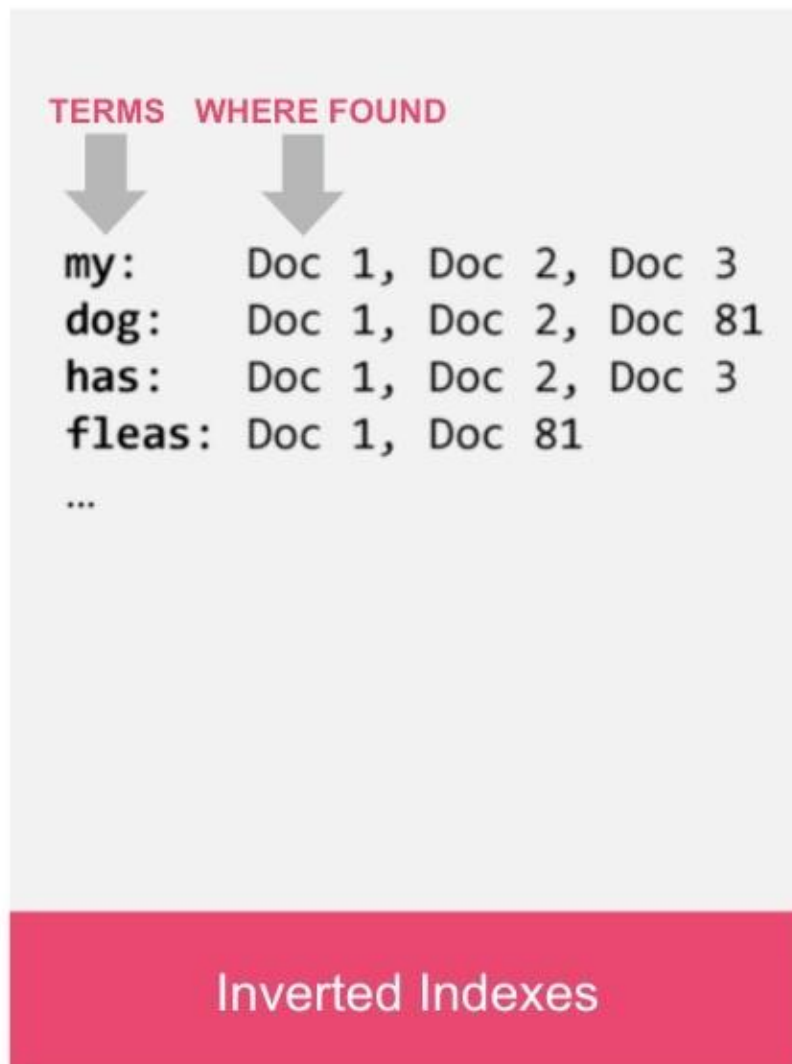 TERMS WHERE FOUND
my: Doc 1, Doc 2, Doc 3
dog: Doc 1, Doc 2, Doc 81
has: Doc 1, Doc 2, Doc 3
fleas: Doc 1, Doc 81
…
Inverted Indexes